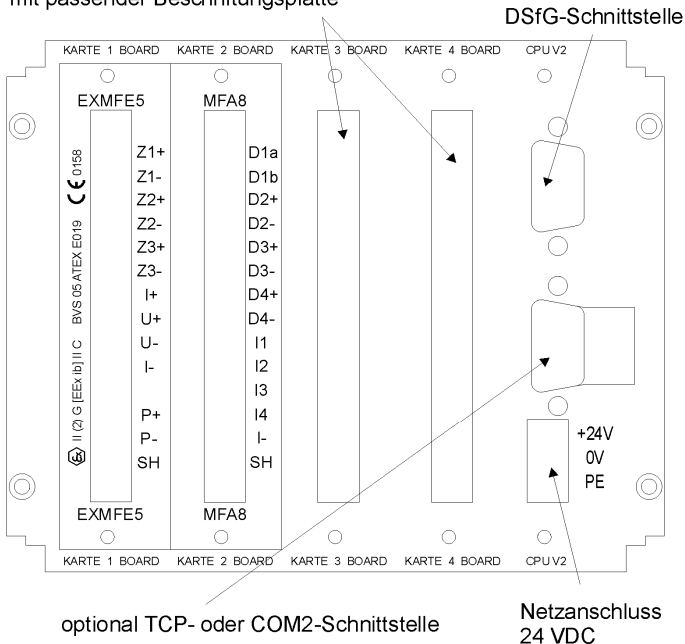 mit passender Beschriftungsplatte
DSfG-Schnittstelle
KARTE 1 BOARD KARTE 2 BOARD KARTE 3 BOARD KARTE 4 BOARD CPU V2
EXMFE5 MFA8
CE 0158
BVS 05 ATEX E019
II (2) G [EEx ib] II C
Ex
Z1+ D1a
Z1- D1b
Z2+ D2+
Z2- D2-
Z3+ D3+
Z3- D3-
I+ D4+
U+ D4-
U- I1
I- I2
I3
P+ I4
P- I-
SH SH
+24V
0V
PE
EXMFE5 MFA8
KARTE 1 BOARD KARTE 2 BOARD KARTE 3 BOARD KARTE 4 BOARD CPU V2
optional TCP- oder COM2-Schnittstelle
Netzanschluss
24 VDC